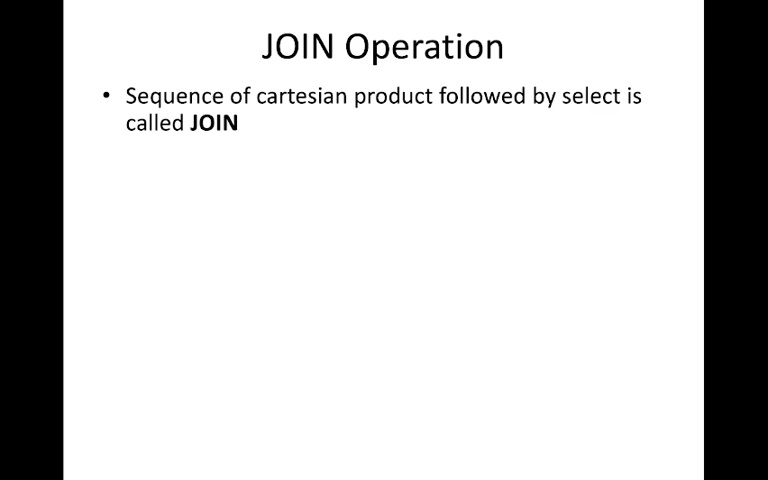 JOIN Operation
• Sequence of cartesian product followed by select is
called JOIN